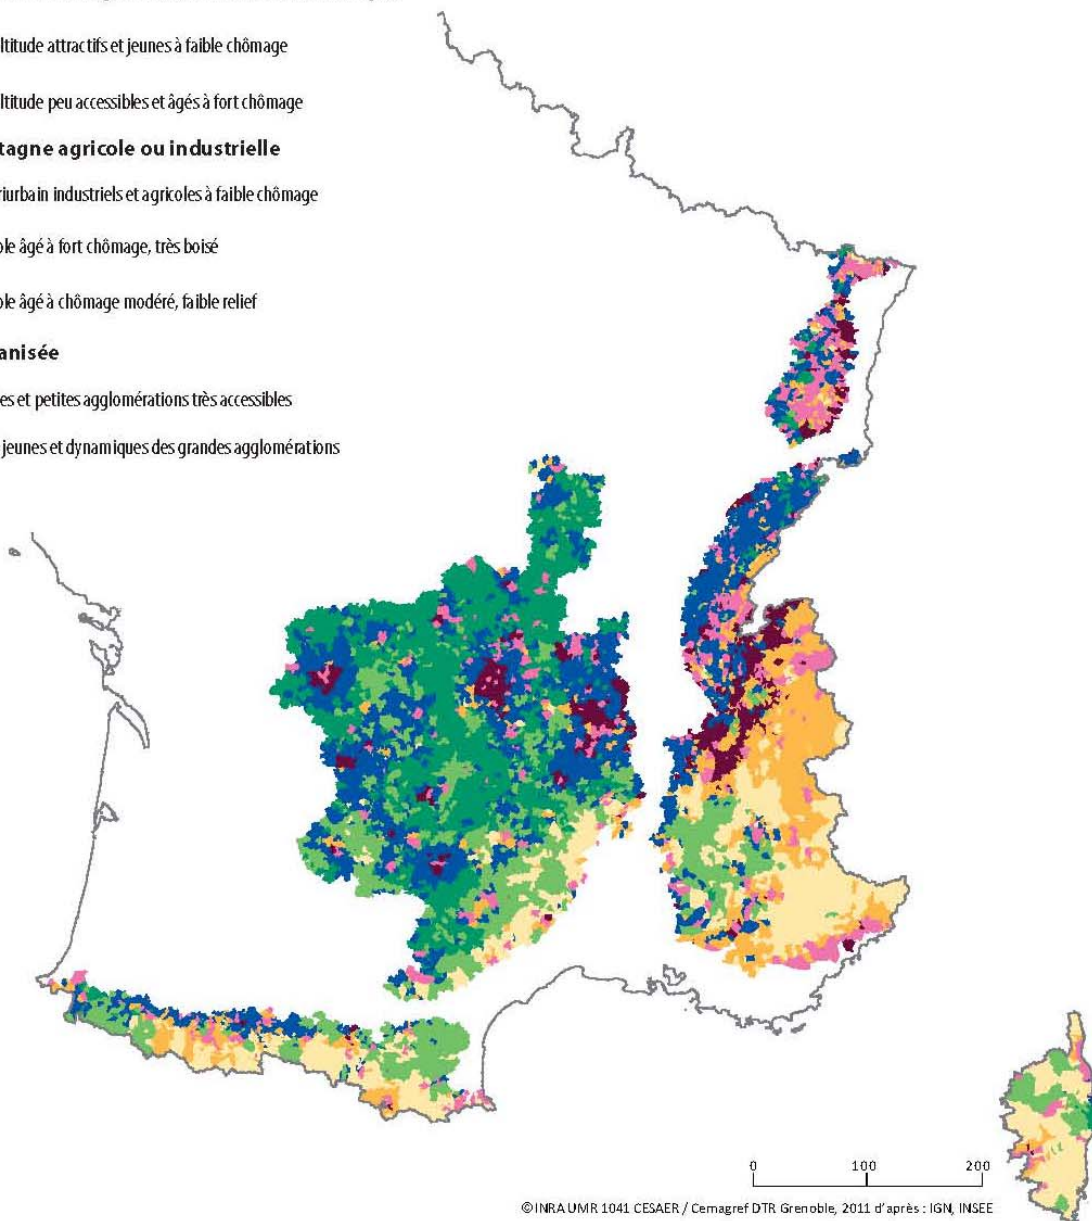 ltitude attractifs et jeunes à faible chômage
ltitude peu accessibles et âgés à fort chômage
tagne agricole ou industrielle
riurbain industriels et agricoles à faible chômage
ole âgé à fort chômage, très boisé
ole âgé à chômage modéré, faible relief
anisée
es et petites agglomérations très accessibles
jeunes et dynamiques des grandes agglomérations
0 100 200
©INRA UMR 1041 CESAER / Cemagref DTR Grenoble, 2011 d'après : IGN, INSEE